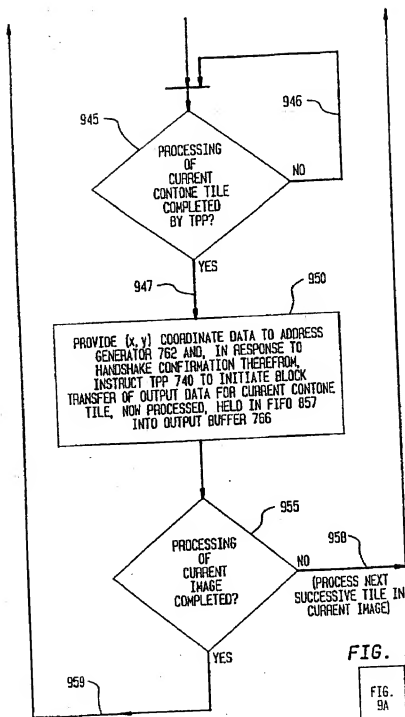 946
945
PROCESSING
OF
CURRENT
CONTONE TILE
COMPLETED
BY TPP?
NO
YES
947
950
PROVIDE (x, y) COORDINATE DATA TO ADDRESS
GENERATOR 762 AND, IN RESPONSE TO
HANDSHAKE CONFIRMATION THEREFROM,
INSTRUCT TPP 740 TO INITIATE BLOCK
TRANSFER OF OUTPUT DATA FOR CURRENT CONTONE
TILE, NOW PROCESSED, HELD IN FIFO 857
INTO OUTPUT BUFFER 766
955
958
PROCESSING
OF
CURRENT
IMAGE
COMPLETED?
NO
(PROCESS NEXT
SUCCESSIVE TILE IN
CURRENT IMAGE)
YES
959
FIG.
FIG.
9A